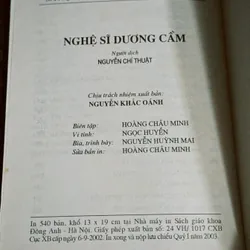 NGHỆ SĨ DƯƠNG CẦM
Người dịch
NGUYỄN CHÍ THUẬT
Chịu trách nhiệm xuất bản:
NGUYỄN KHẮC OÁNH
Biên tập: HOÀNG CHÂU MINH
Vi tính: NGỌC HUYỀN
Bìa, trình bày: NGUYỄN HUỲNH MAI
Sửa bản in: HOÀNG CHÂU MINH
In 540 bản, khổ 13 x 19 cm tại Nhà máy in Sách giáo khoa
Đông Anh - Hà Nội. Giấy phép xuất bản số: 24 VH/ 1017 CXB
Cục XB cấp ngày 6-9-2002. In xong và nộp lưu chiểu Quý I năm 2003.